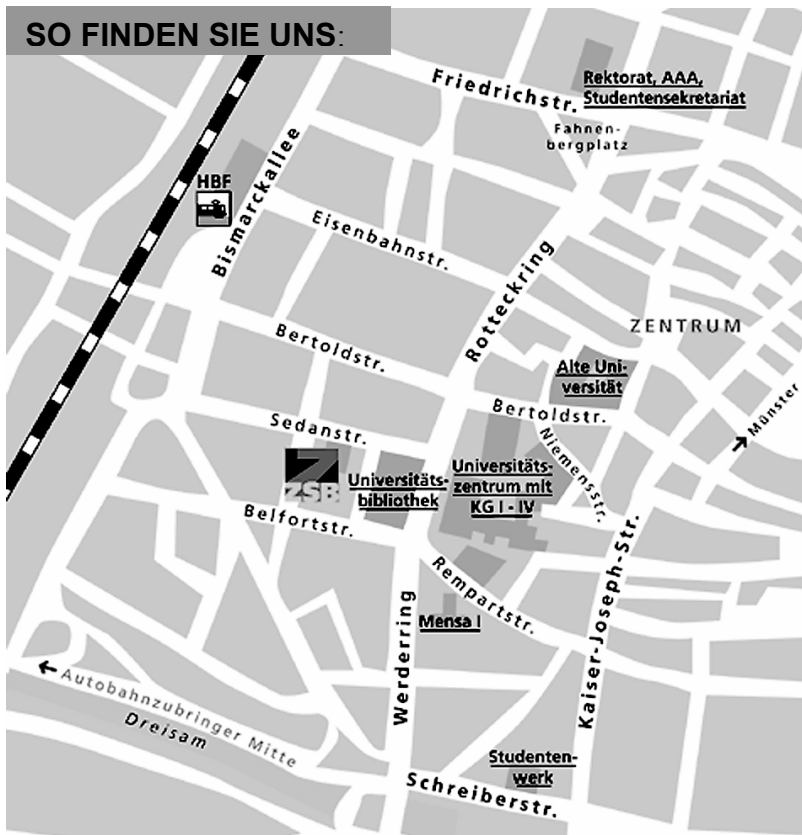 SO FINDEN SIE UNS:
Friedrichstr.
Rektorat, AAA,
Studentensekretariat
Fahnen-
bergplatz
HBF
Bismarckallee
Eisenbahnstr.
Rotteckring
ZENTRUM
Bertoldstr.
Alte Uni-
versität
Bertoldstr.
Münster
Sedanstr.
Niemensstr.
ZSB
Universitäts-
bibliothek
Universitäts-
zentrum mit
KG I - IV
Belfortstr.
Kaiser-Joseph-Str.
Rempartstr.
Werderring
Mensa I
Autobahnzubringer Mitte
Dreisam
Studenten-
werk
Schreiberstr.